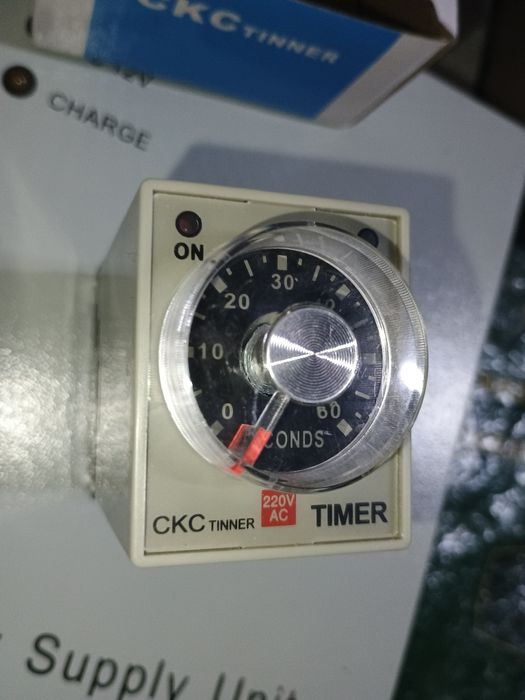 CKC TINNER
CHARGE
ON
30
20
10
0
60
CONDS
220V
AC
CKC TINNER
TIMER
Supply Unit